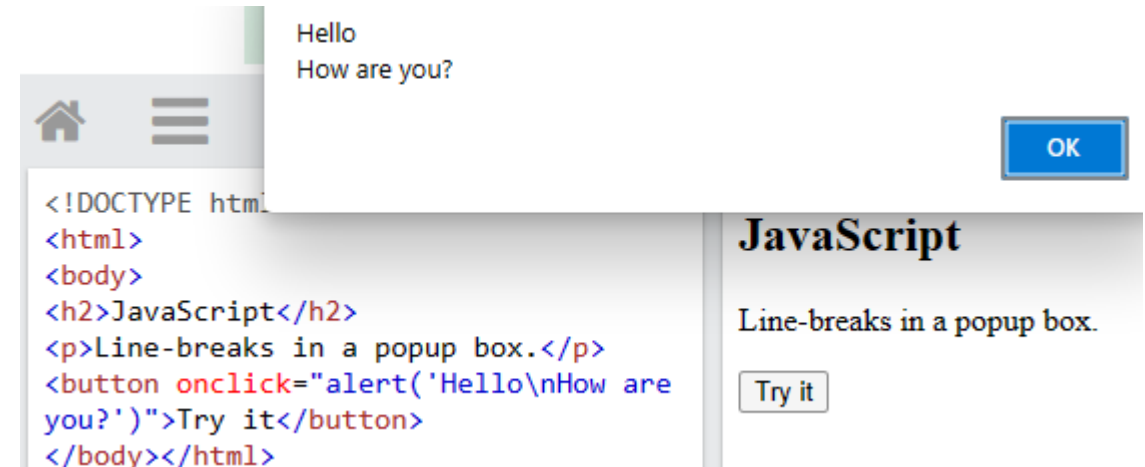 Hello
How are you?
OK
<!DOCTYPE htm
<html>
<body>
<h2>JavaScript</h2>
<p>Line-breaks in a popup box.</p>
<button onclick="alert('Hello\nHow are
you?')">Try it</button>
</body></html>
JavaScript
Line-breaks in a popup box.
Try it